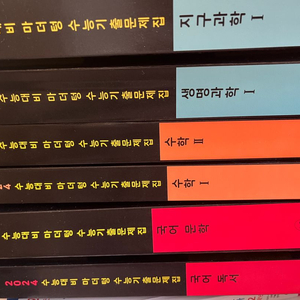 대비 마더텅 수능기출문제집 지구과학 I
수능대비 마더텅 수능기출문제집 생명과학 I
수능대비 마더텅 수능기출문제집 수학 II
24 수능대비 마더텅 수능기출문제집 수학 I
수능대비 마더텅 수능기출문제집 국어 문학
2024 수능대비 마더텅 수능기출문제집 국어 독서